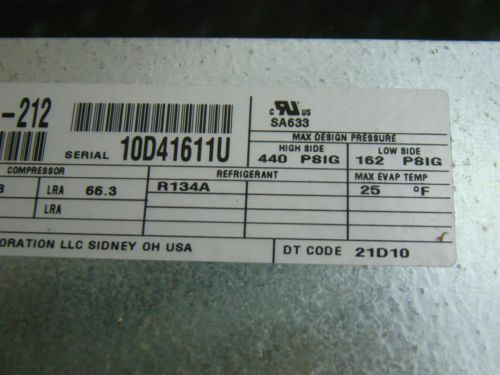 -212
SERIAL 10D41611U
C UL US
SA633
MAX DESIGN PRESSURE
HIGH SIDE LOW SIDE
440 PSIG 162 PSIG
COMPRESSOR REFRIGERANT MAX EVAP TEMP
LRA 66.3 R134A 25 °F
LRA
ORATION LLC SIDNEY OH USA DT CODE 21D10